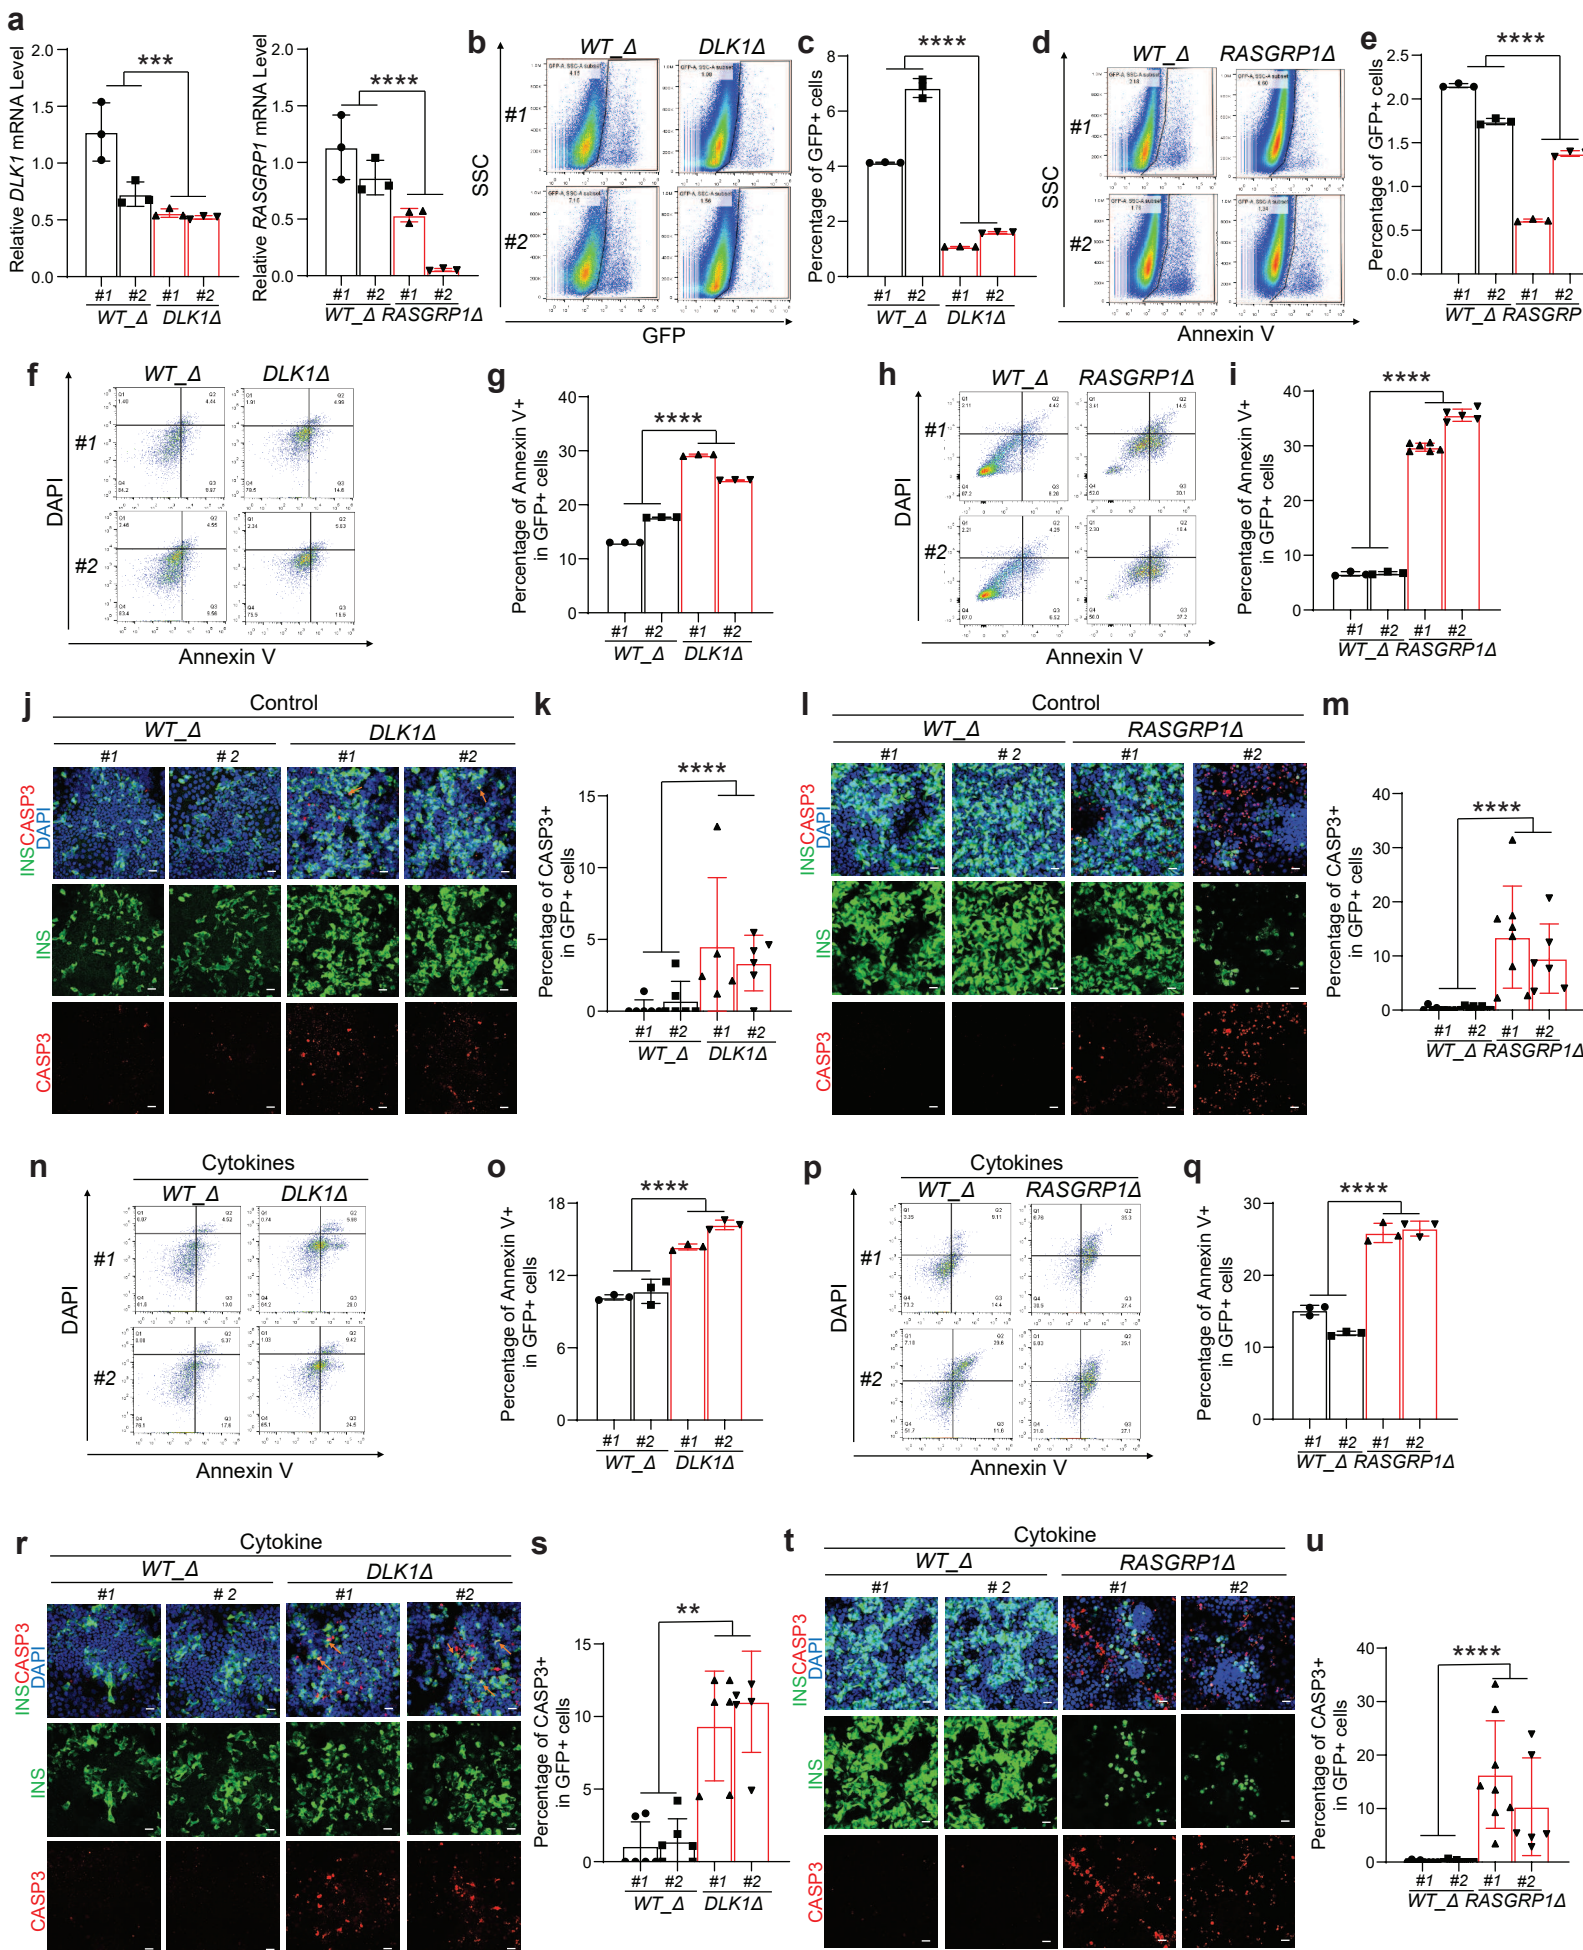 a
Relative DLK1 mRNA Level
2.0
1.5
1.0
0.5
0.0
***
#1 #2 #1 #2
WT_Δ DLK1Δ
Relative RASGRP1 mRNA Level
2.0
1.5
1.0
0.5
0.0
****
#1 #2 #1 #2
WT_Δ RASGRP1Δ
b
WT_Δ DLK1Δ
#1
#2
SSC
GFP
c
Percentage of GFP+ cells
8
6
4
2
0
****
#1 #2 #1 #2
WT_Δ DLK1Δ
d
WT_Δ RASGRP1Δ
#1
#2
SSC
Annexin V
e
Percentage of GFP+ cells
2.5
2.0
1.5
1.0
0.5
0.0
****
#1 #2 #1 #2
WT_Δ RASGRP
f
WT_Δ DLK1Δ
#1
#2
DAPI
Annexin V
g
Percentage of Annexin V+
in GFP+ cells
40
30
20
10
0
****
#1 #2 #1 #2
WT_Δ DLK1Δ
h
WT_Δ RASGRP1Δ
#1
#2
DAPI
Annexin V
i
Percentage of Annexin V+
in GFP+ cells
40
30
20
10
0
****
#1 #2 #1 #2
WT_Δ RASGRP1Δ
j
Control
WT_Δ DLK1Δ
#1 # 2 #1 #2
INSCASP3
DAPI
INS
CASP3
k
Percentage of CASP3+
in GFP+ cells
15
10
5
0
****
#1 #2 #1 #2
WT_Δ DLK1Δ
l
Control
WT_Δ RASGRP1Δ
#1 # 2 #1 #2
INSCASP3
DAPI
INS
CASP3
m
Percentage of CASP3+
in GFP+ cells
40
30
20
10
0
****
#1 #2 #1 #2
WT_Δ RASGRP1Δ
n
Cytokines
WT_Δ DLK1Δ
#1
#2
DAPI
Annexin V
o
Percentage of Annexin V+
in GFP+ cells
18
12
6
0
****
#1 #2 #1 #2
WT_Δ DLK1Δ
p
Cytokines
WT_Δ RASGRP1Δ
#1
#2
DAPI
Annexin V
q
Percentage of Annexin V+
in GFP+ cells
30
20
10
0
****
#1 #2 #1 #2
WT_Δ RASGRP1Δ
r
Cytokine
WT_Δ DLK1Δ
#1 # 2 #1 #2
INSCASP3
DAPI
INS
CASP3
s
Percentage of CASP3+
in GFP+ cells
15
10
5
0
**
#1 #2 #1 #2
WT_Δ DLK1Δ
t
Cytokine
WT_Δ RASGRP1Δ
#1 # 2 #1 #2
INSCASP3
DAPI
INS
CASP3
u
Percentage of CASP3+
in GFP+ cells
40
30
20
10
0
****
#1 #2 #1 #2
WT_Δ RASGRP1Δ